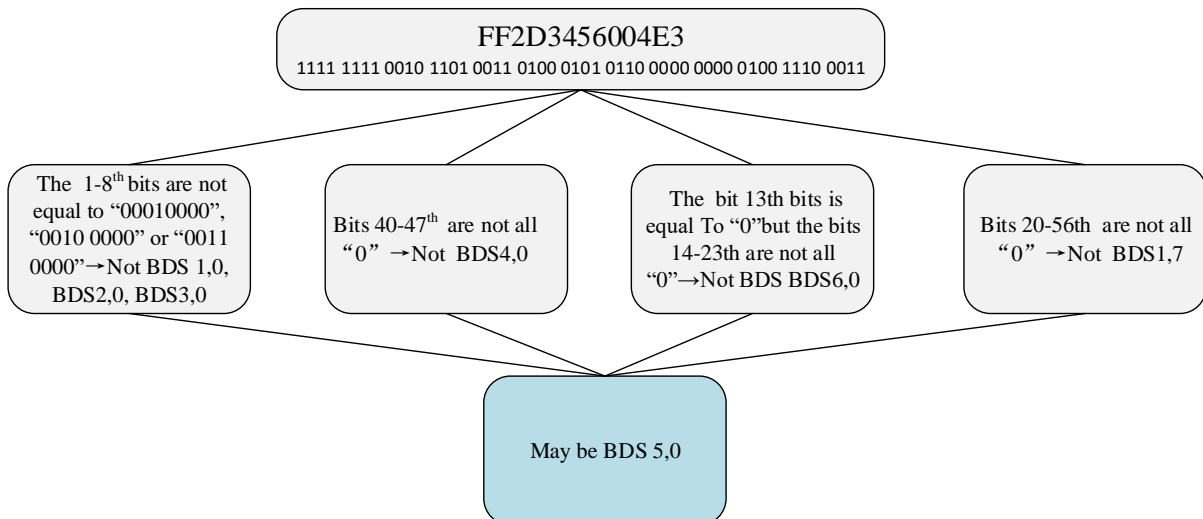 FF2D3456004E3
1111 1111 0010 1101 0011 0100 0101 0110 0000 0000 0100 1110 0011
The 1-8th bits are not
equal to “00010000”,
“0010 0000” or “0011
0000”→Not BDS 1,0,
BDS2,0, BDS3,0
Bits 40-47th are not all
“0” →Not BDS4,0
The bit 13th bits is
equal To “0”but the bits
14-23th are not all
“0”→Not BDS BDS6,0
Bits 20-56th are not all
“0” →Not BDS1,7
May be BDS 5,0